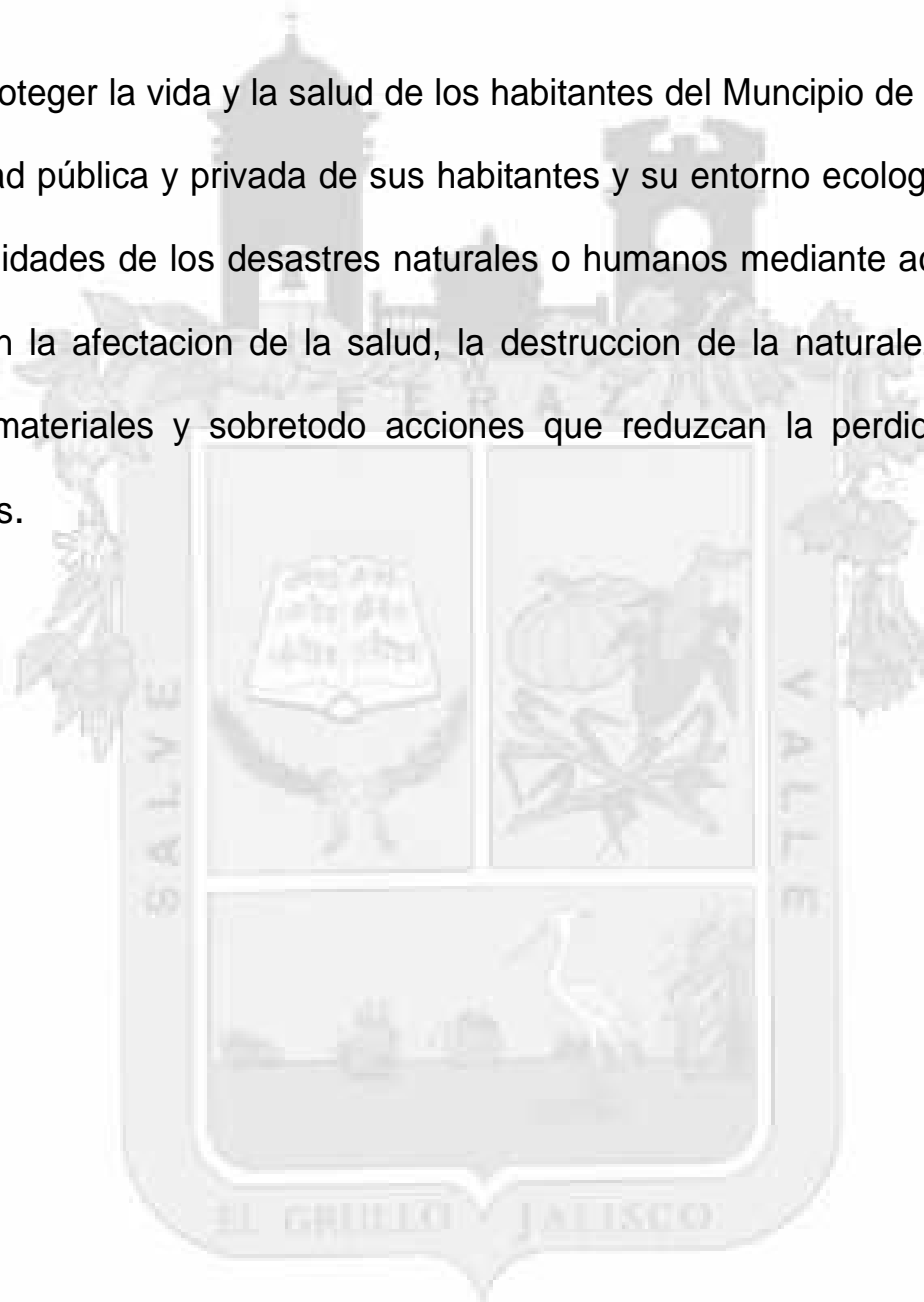 oteger la vida y la salud de los habitantes del Muncipio de
ad pública y privada de sus habitantes y su entorno ecolog
idades de los desastres naturales o humanos mediante ac
n la afectacion de la salud, la destruccion de la naturale
materiales y sobretodo acciones que reduzcan la perdid
s.
FERAZ
SALVE
VALLE
EL GRULLO JALISCO